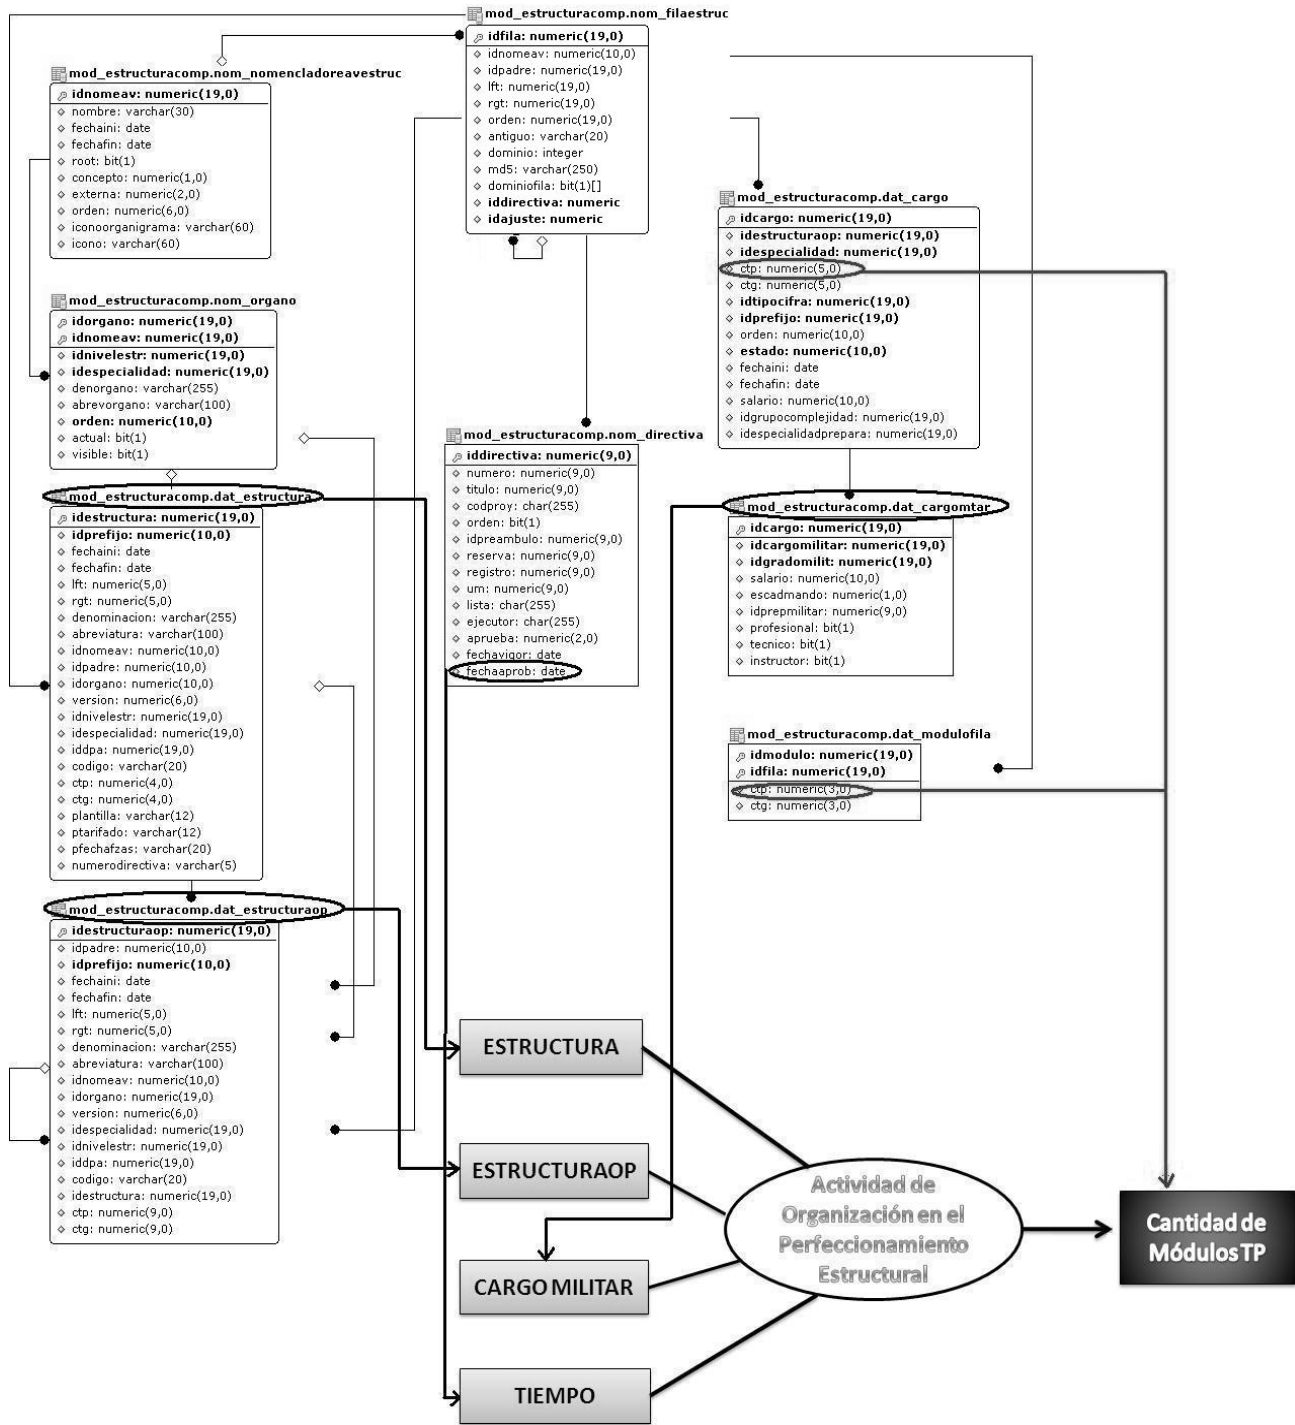 mod_estructuracomp.nom_filaestruc
idfila: numeric(19,0)
idnomeav: numeric(10,0)
idpadre: numeric(19,0)
lft: numeric(19,0)
rgt: numeric(19,0)
orden: numeric(19,0)
antiguo: varchar(20)
dominio: integer
md5: varchar(250)
dominiofila: bit(1)[]
iddirectiva: numeric
idajuste: numeric
mod_estructuracomp.nom_nomencladoreavestruc
idnomeav: numeric(19,0)
nombre: varchar(30)
fechaini: date
fechafin: date
root: bit(1)
concepto: numeric(1,0)
externa: numeric(2,0)
orden: numeric(6,0)
iconoorganigrama: varchar(60)
icono: varchar(60)
mod_estructuracomp.dat_cargo
idcargo: numeric(19,0)
idestructuraop: numeric(19,0)
idespecialidad: numeric(19,0)
ctp: numeric(5,0)
ctg: numeric(5,0)
idtipocifra: numeric(19,0)
idprefijo: numeric(19,0)
orden: numeric(10,0)
estado: numeric(10,0)
fechaini: date
fechafin: date
salario: numeric(10,0)
idgrupocomplejidad: numeric(19,0)
idespecialidadprepara: numeric(19,0)
mod_estructuracomp.nom_organo
idorgano: numeric(19,0)
idnomeav: numeric(19,0)
idnivelestr: numeric(19,0)
idespecialidad: numeric(19,0)
denorgano: varchar(255)
abrevorgano: varchar(100)
orden: numeric(10,0)
actual: bit(1)
visible: bit(1)
mod_estructuracomp.nom_directiva
iddirectiva: numeric(9,0)
numero: numeric(9,0)
titulo: numeric(9,0)
codproy: char(255)
orden: bit(1)
idpreambulo: numeric(9,0)
reserva: numeric(9,0)
registro: numeric(9,0)
um: numeric(9,0)
lista: char(255)
ejecutor: char(255)
aprueba: numeric(2,0)
fechavigor: date
fechaaprob: date
mod_estructuracomp.dat_estructura
idestructura: numeric(19,0)
idprefijo: numeric(10,0)
fechaini: date
fechafin: date
lft: numeric(5,0)
rgt: numeric(5,0)
denominacion: varchar(255)
abreviatura: varchar(100)
idnomeav: numeric(10,0)
idpadre: numeric(10,0)
idorgano: numeric(10,0)
version: numeric(6,0)
idnivelestr: numeric(19,0)
idespecialidad: numeric(19,0)
iddpa: numeric(19,0)
codigo: varchar(20)
ctp: numeric(4,0)
ctg: numeric(4,0)
plantilla: varchar(12)
ptarifado: varchar(12)
pfechafzas: varchar(20)
numerodirectiva: varchar(5)
mod_estructuracomp.dat_cargomtar
idcargo: numeric(19,0)
idcargomilitar: numeric(19,0)
idgradomilit: numeric(19,0)
salario: numeric(10,0)
escadmando: numeric(1,0)
idprepmilitar: numeric(9,0)
profesional: bit(1)
tecnico: bit(1)
instructor: bit(1)
mod_estructuracomp.dat_modulofila
idmodulo: numeric(19,0)
idfila: numeric(19,0)
ctp: numeric(3,0)
ctg: numeric(3,0)
mod_estructuracomp.dat_estructuraop
idestructuraop: numeric(19,0)
idpadre: numeric(10,0)
idprefijo: numeric(10,0)
fechaini: date
fechafin: date
lft: numeric(5,0)
rgt: numeric(5,0)
denominacion: varchar(255)
abreviatura: varchar(100)
idnomeav: numeric(10,0)
idorgano: numeric(19,0)
version: numeric(6,0)
idespecialidad: numeric(19,0)
idnivelestr: numeric(19,0)
iddpa: numeric(19,0)
codigo: varchar(20)
idestructura: numeric(19,0)
ctp: numeric(9,0)
ctg: numeric(9,0)
ESTRUCTURA
ESTRUCTURAOP
CARGO MILITAR
TIEMPO
Actividad de
Organización en el
Perfeccionamiento
Estructural
Cantidad de
Módulos TP